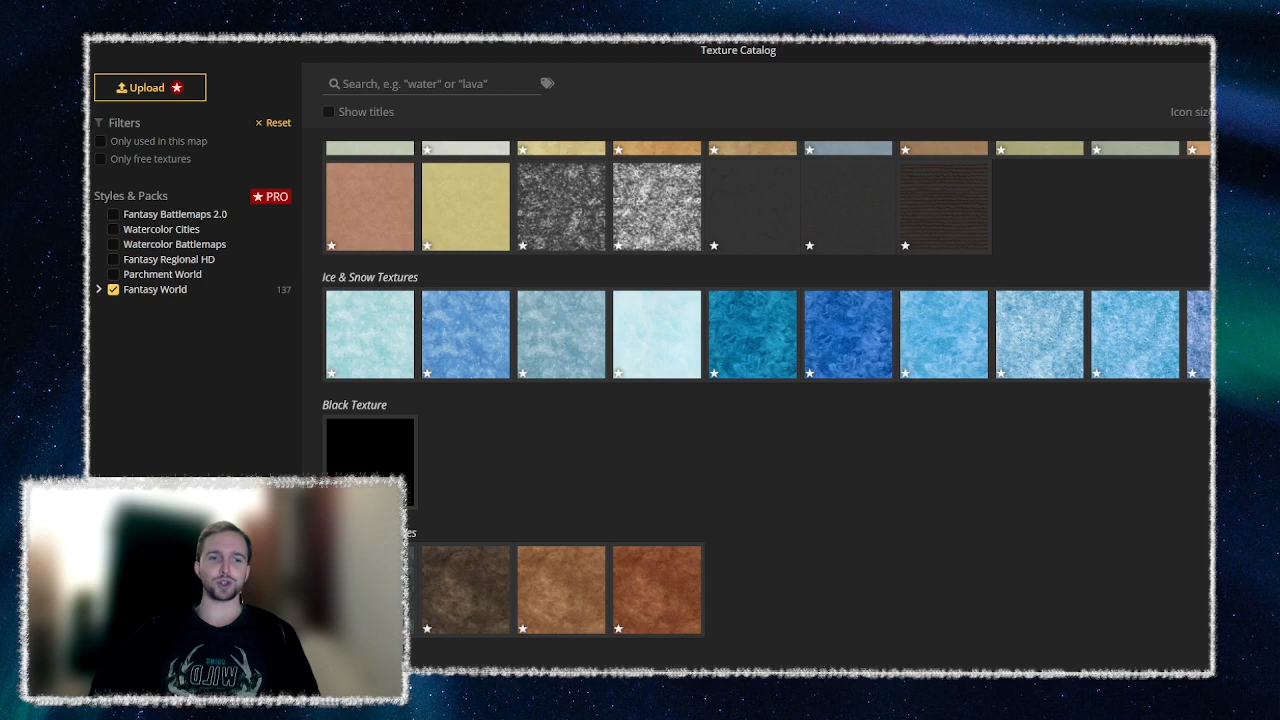 Texture Catalog
Upload
Search, e.g. "water" or "lava"
Filters
Reset
Show titles
Icon siz
Only used in this map
Only free textures
Styles & Packs
PRO
Fantasy Battlemaps 2.0
Watercolor Cities
Watercolor Battlemaps
Fantasy Regional HD
Parchment World
Fantasy World
137
Ice & Snow Textures
Black Texture
es
WILD